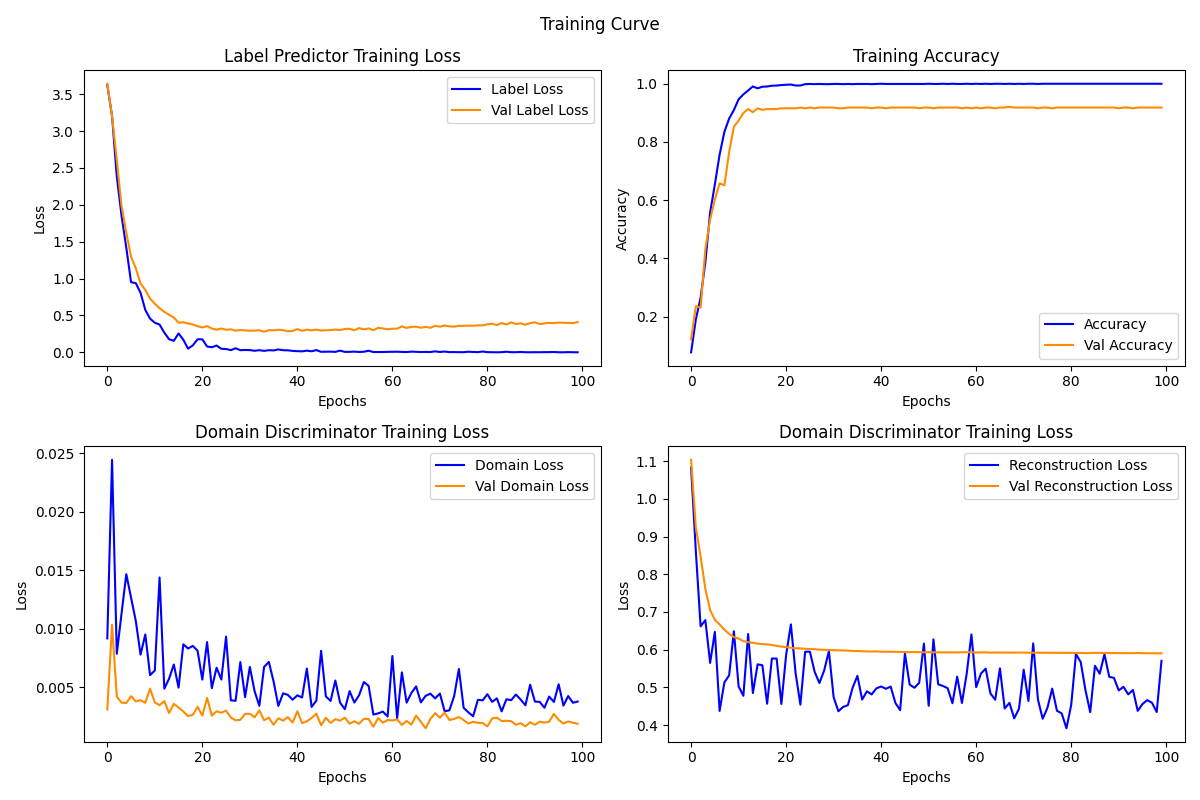 Training Curve
Label Predictor Training Loss
Loss
3.5
3.0
2.5
2.0
1.5
1.0
0.5
0.0
Label Loss
Val Label Loss
0 20 40 60 80 100
Epochs
Training Accuracy
Accuracy
1.0
0.8
0.6
0.4
0.2
Accuracy
Val Accuracy
0 20 40 60 80 100
Epochs
Domain Discriminator Training Loss
Loss
0.025
0.020
0.015
0.010
0.005
Domain Loss
Val Domain Loss
0 20 40 60 80 100
Epochs
Domain Discriminator Training Loss
Loss
1.1
1.0
0.9
0.8
0.7
0.6
0.5
0.4
Reconstruction Loss
Val Reconstruction Loss
0 20 40 60 80 100
Epochs